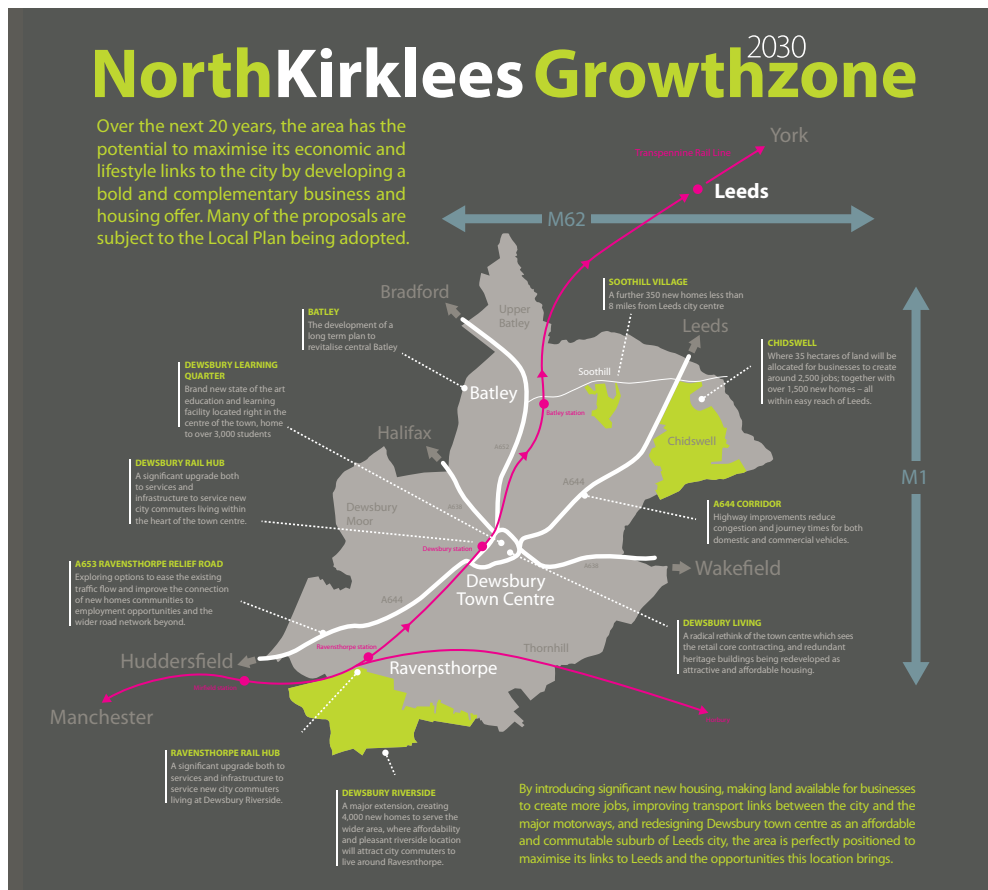 2030
NorthKirklees Growthzone
Over the next 20 years, the area has the
potential to maximise its economic and
lifestyle links to the city by developing a
bold and complementary business and
housing offer. Many of the proposals are
subject to the Local Plan being adopted.
York
Leeds
M62
Bradford
Upper
Batley
SOOTHILL VILLAGE
A further 350 new homes less than
8 miles from Leeds city centre
Leeds
BATLEY
The development of a
long term plan to
revitalise central Batley
CHIDSWELL
Where 35 hectares of land will be
allocated for businesses to create
around 2,500 jobs; together with
over 1,500 new homes – all
within easy reach of Leeds.
DEWSBURY LEARNING
QUARTER
Brand new state of the art
education and learning
facility located right in the
centre of the town, home
to over 3,000 students
Soothill
Batley
Batley station
Halifax
Chidswell
A652
M1
DEWSBURY RAIL HUB
A significant upgrade both
to services and
infrastructure to service new
city commuters living within
the heart of the town centre.
A644
Dewsbury
Moor
A638
A644 CORRIDOR
Highway improvements reduce
congestion and journey times for both
domestic and commercial vehicles.
Dewsbury station
A653 RAVENSTHORPE RELIEF ROAD
Exploring options to ease the existing
traffic flow and improve the connection
of new homes communities to
employment opportunities and the
wider road network beyond.
A638
Wakefield
Dewsbury
Town Centre
A644
DEWSBURY LIVING
A radical rethink of the town centre which sees
the retail core contracting, and redundant
heritage buildings being redeveloped as
attractive and affordable housing.
Ravensthorpe station
Thornhill
Huddersfield
Ravensthorpe
Manchester
RAVENSTHORPE RAIL HUB
A significant upgrade both to
services and infrastructure to
service new city commuters
living at Dewsbury Riverside.
DEWSBURY RIVERSIDE
A major extension, creating
4,000 new homes to serve the
wider area, where affordability
and pleasant riverside location
will attract city commuters to
live around Ravesnthorpe.
By introducing significant new housing, making land available for businesses
to create more jobs, improving transport links between the city and the
major motorways, and redesigning Dewsbury town centre as an affordable
and commutable suburb of Leeds city, the area is perfectly positioned to
maximise its links to Leeds and the opportunities this location brings.